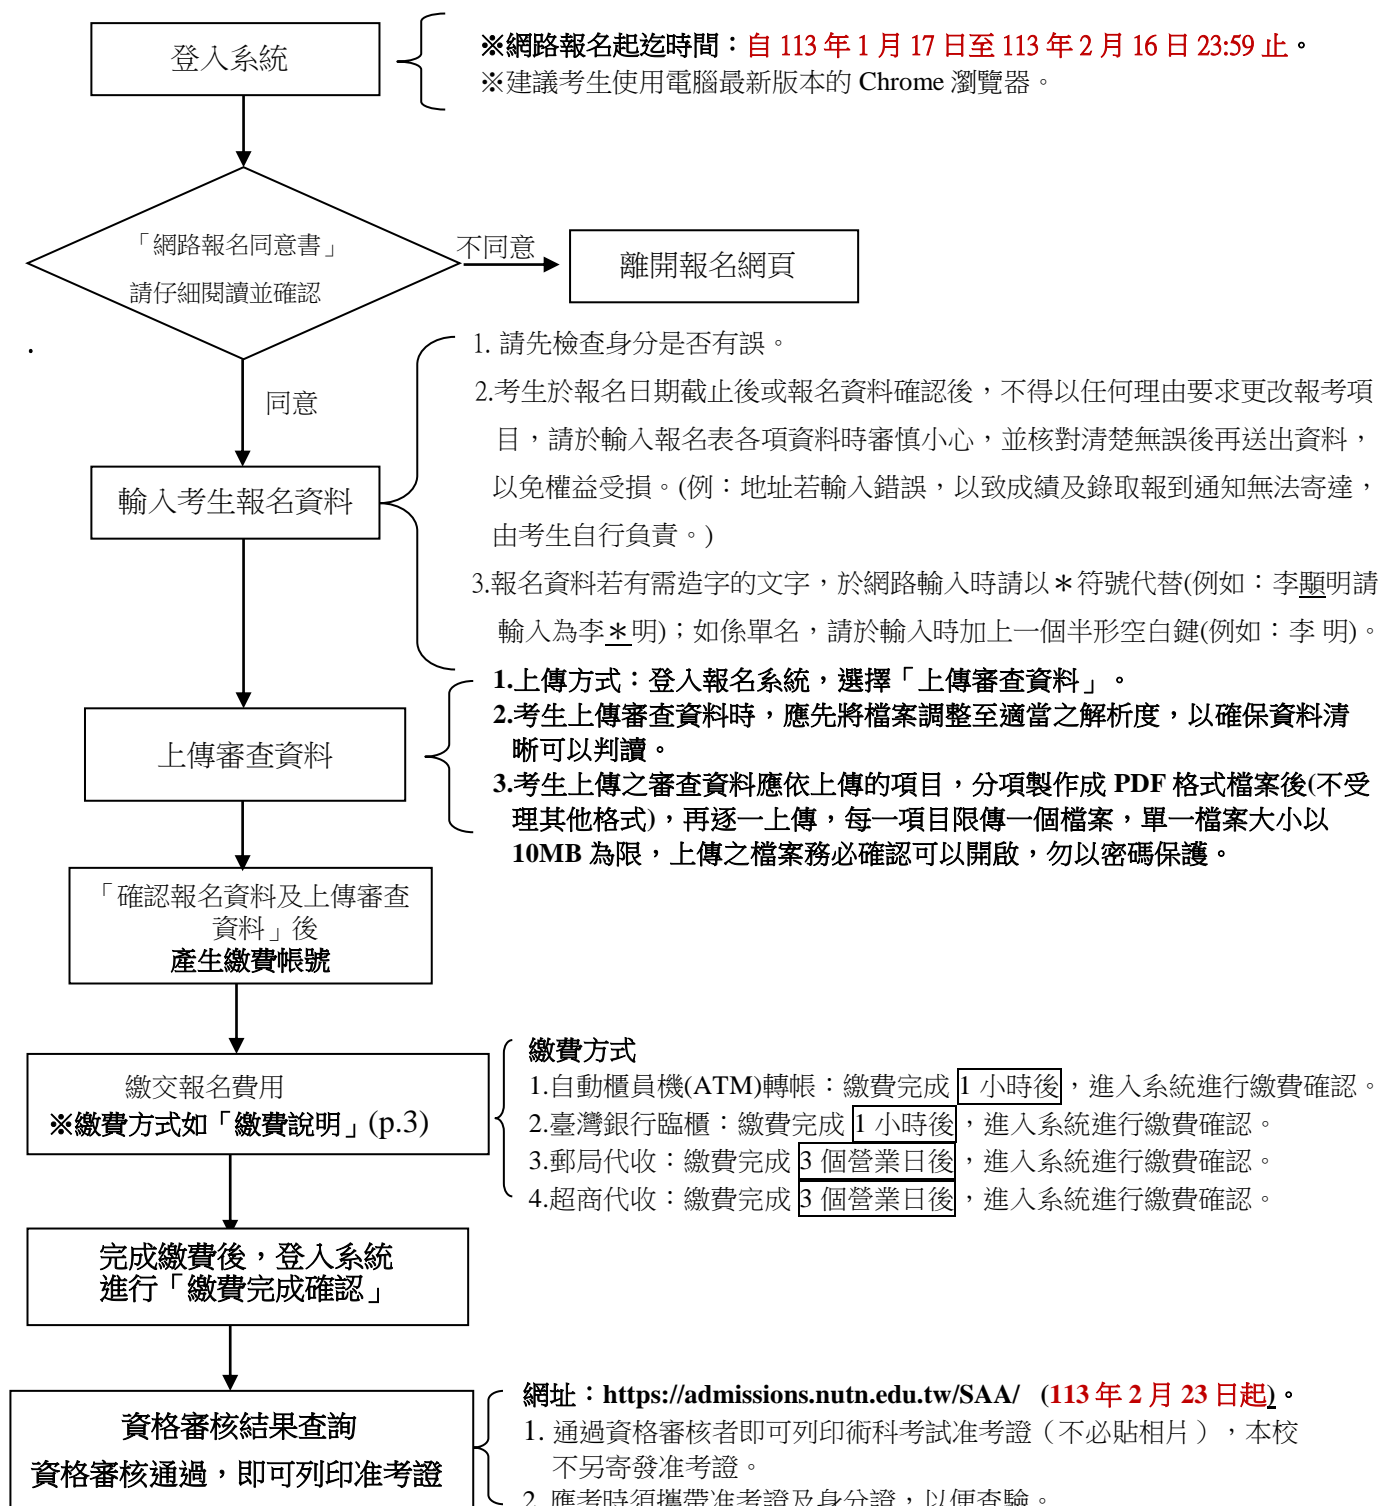 登入系統
※網路報名起迄時間：自 113 年 1 月 17 日至 113 年 2 月 16 日 23:59 止。
※建議考生使用電腦最新版本的 Chrome 瀏覽器。
「網路報名同意書」
請仔細閱讀並確認
不同意
離開報名網頁
.
同意
輸入考生報名資料
1. 請先檢查身分是否有誤。
2.考生於報名日期截止後或報名資料確認後，不得以任何理由要求更改報考項
目，請於輸入報名表各項資料時審慎小心，並核對清楚無誤後再送出資料，
以免權益受損。(例：地址若輸入錯誤，以致成績及錄取報到通知無法寄達，
由考生自行負責。)
3.報名資料若有需造字的文字，於網路輸入時請以＊符號代替(例如：李顒明請
輸入為李＊明)；如係單名，請於輸入時加上一個半形空白鍵(例如：李 明)。
上傳審查資料
1.上傳方式：登入報名系統，選擇「上傳審查資料」。
2.考生上傳審查資料時，應先將檔案調整至適當之解析度，以確保資料清
晰可以判讀。
3.考生上傳之審查資料應依上傳的項目，分項製作成 PDF 格式檔案後(不受
理其他格式)，再逐一上傳，每一項目限傳一個檔案，單一檔案大小以
10MB 為限，上傳之檔案務必確認可以開啟，勿以密碼保護。
「確認報名資料及上傳審查
資料」後
產生繳費帳號
繳交報名費用
※繳費方式如「繳費說明」(p.3)
繳費方式
1.自動櫃員機(ATM)轉帳：繳費完成 1 小時後，進入系統進行繳費確認。
2.臺灣銀行臨櫃：繳費完成 1 小時後，進入系統進行繳費確認。
3.郵局代收：繳費完成 3 個營業日後，進入系統進行繳費確認。
4.超商代收：繳費完成 3 個營業日後，進入系統進行繳費確認。
完成繳費後，登入系統
進行「繳費完成確認」
資格審核結果查詢
資格審核通過，即可列印准考證
網址：https://admissions.nutn.edu.tw/SAA/ (113 年 2 月 23 日起)。
1. 通過資格審核者即可列印術科考試准考證（不必貼相片），本校
不另寄發准考證。
2. 應考時須攜帶准考證及身分證，以便查驗。